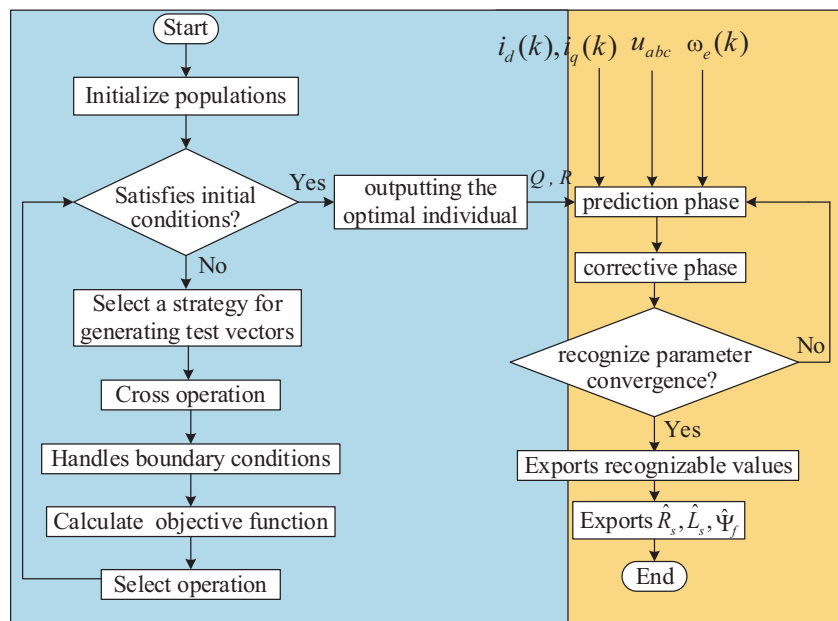 Start
Initialize populations
Satisfies initial
conditions?
Yes
outputting the
optimal individual
No
Select a strategy for
generating test vectors
Cross operation
Handles boundary conditions
Calculate objective function
Select operation
i_d(k), i_q(k) u_{abc} ω_e(k)
Q, R
prediction phase
corrective phase
recognize parameter
convergence?
No
Yes
Exports recognizable values
Exports R̂_s, L̂_s, Ψ̂_f
End